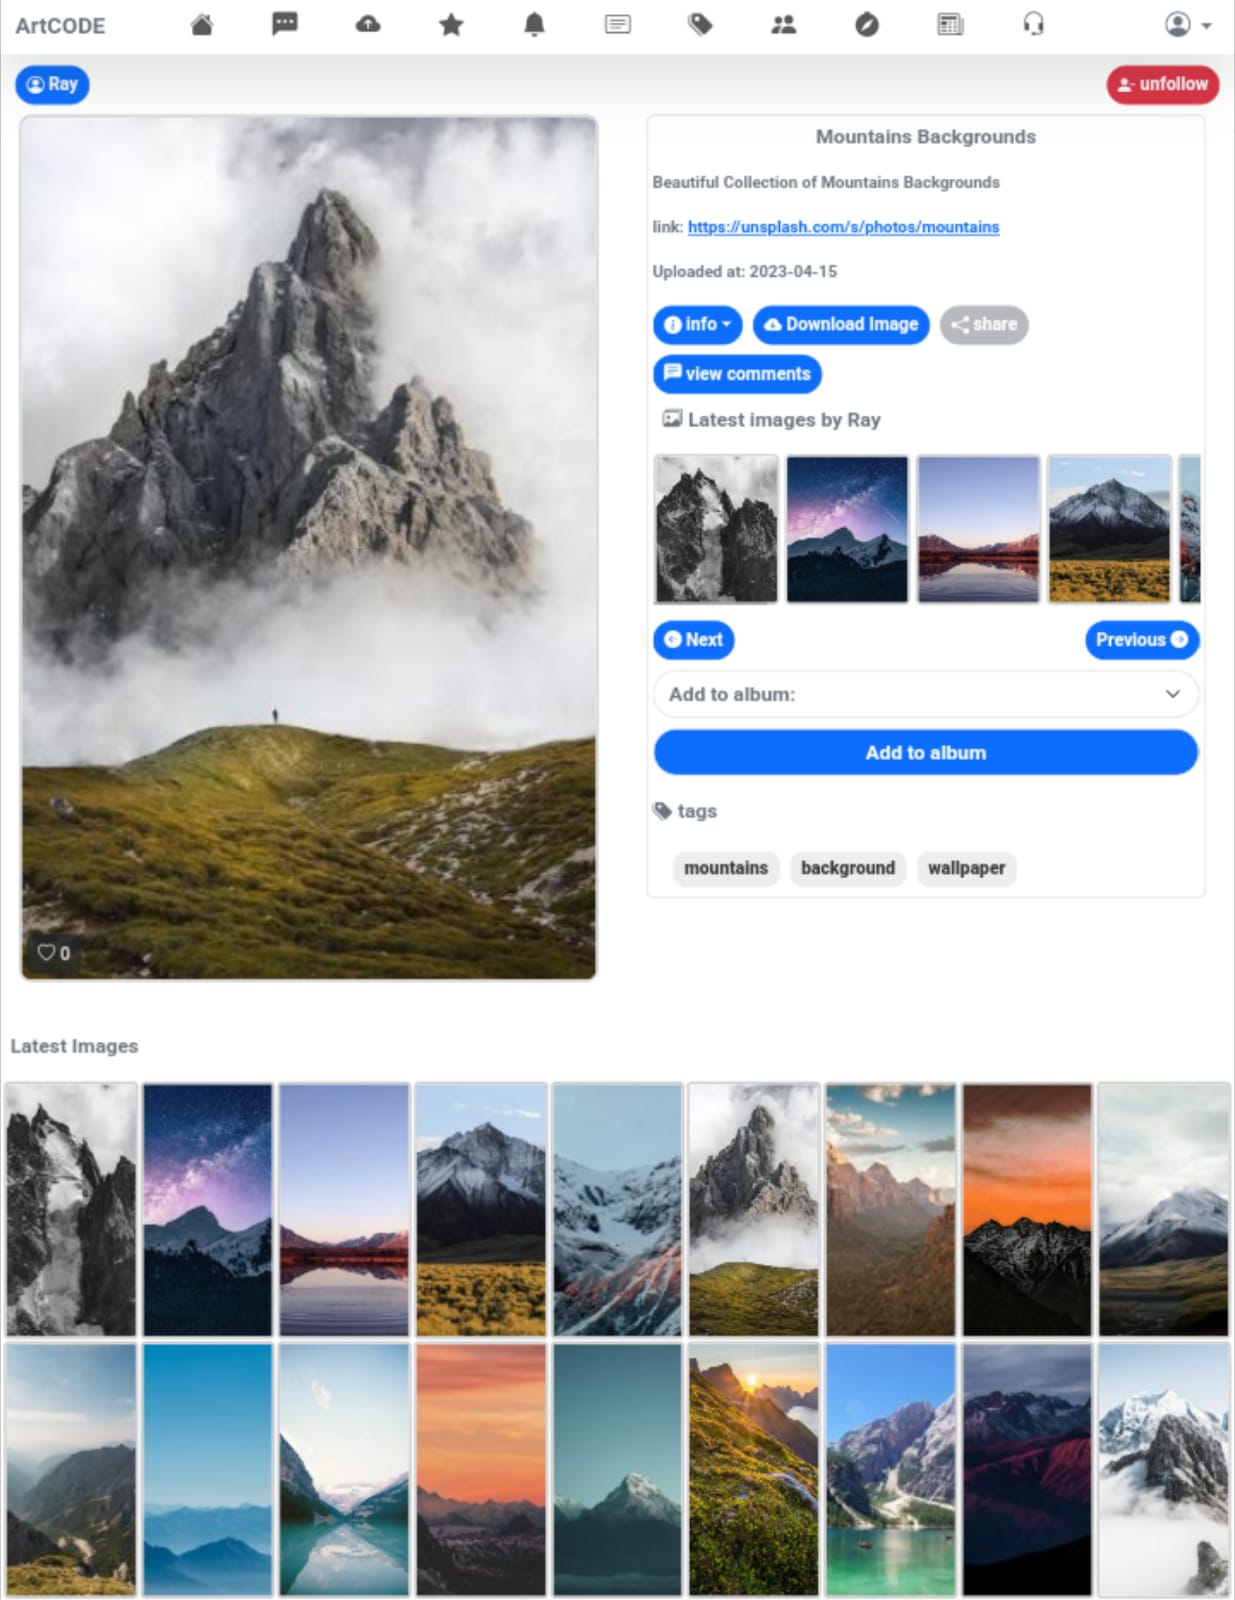 ArtCODE
Ray
unfollow
Mountains Backgrounds
Beautiful Collection of Mountains Backgrounds
link: https://unsplash.com/s/photos/mountains
Uploaded at: 2023-04-15
info
Download Image
share
view comments
Latest images by Ray
Next
Previous
Add to album:
Add to album
tags
mountains
background
wallpaper
0
Latest Images